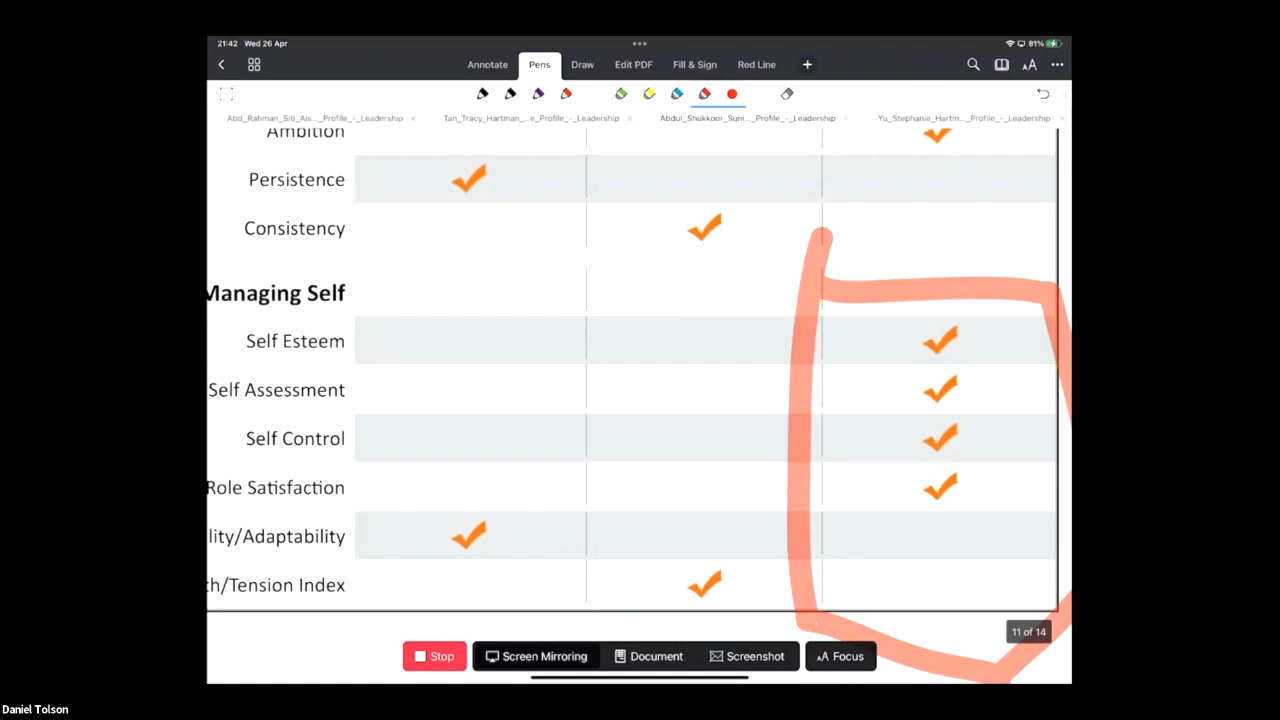 21:42 Wed 26 Apr 81%
Annotate Pens Draw Edit PDF Fill & Sign Red Line
Abd_Rahman_Siti_Ais..._Profile_-_Leadership Tan_Tracy_Hartman_...e_Profile_-_Leadership Abdul_Shukkoor_Suni..._Profile_-_Leadership Yu_Stephanie_Hartm..._Profile_-_Leadership
Ambition
Persistence
Consistency
Managing Self
Self Esteem
Self Assessment
Self Control
Role Satisfaction
lity/Adaptability
th/Tension Index
11 of 14
Stop Screen Mirroring Document Screenshot AA Focus
Daniel Tolson